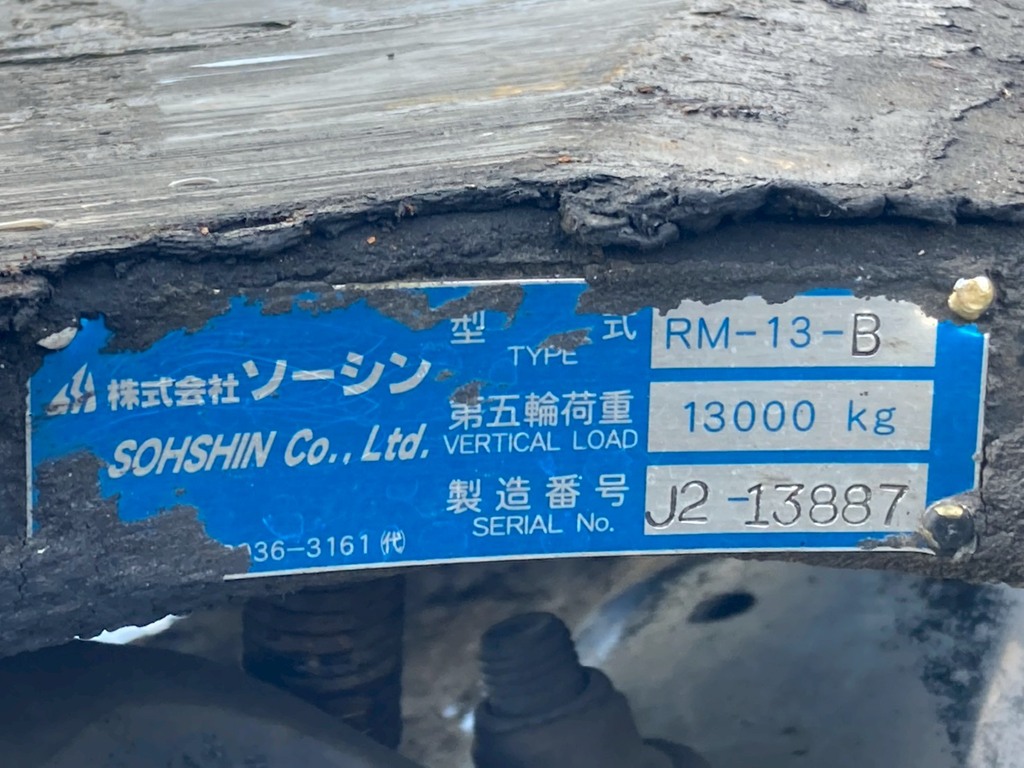 株式会社ソーシン
SOHSHIN Co., Ltd.
036-3161 ㈹
型式 RM-13-B
TYPE
第五輪荷重 13000 kg
VERTICAL LOAD
製造番号 J2-13887
SERIAL No.